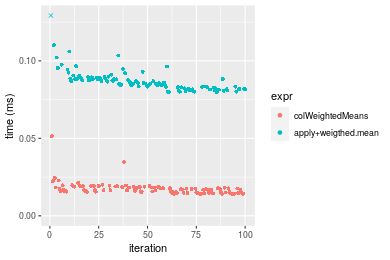 0.10
0.05
0.00
time (ms)
0
25
50
75
100
iteration
expr
colWeightedMeans
apply+weigthed.mean